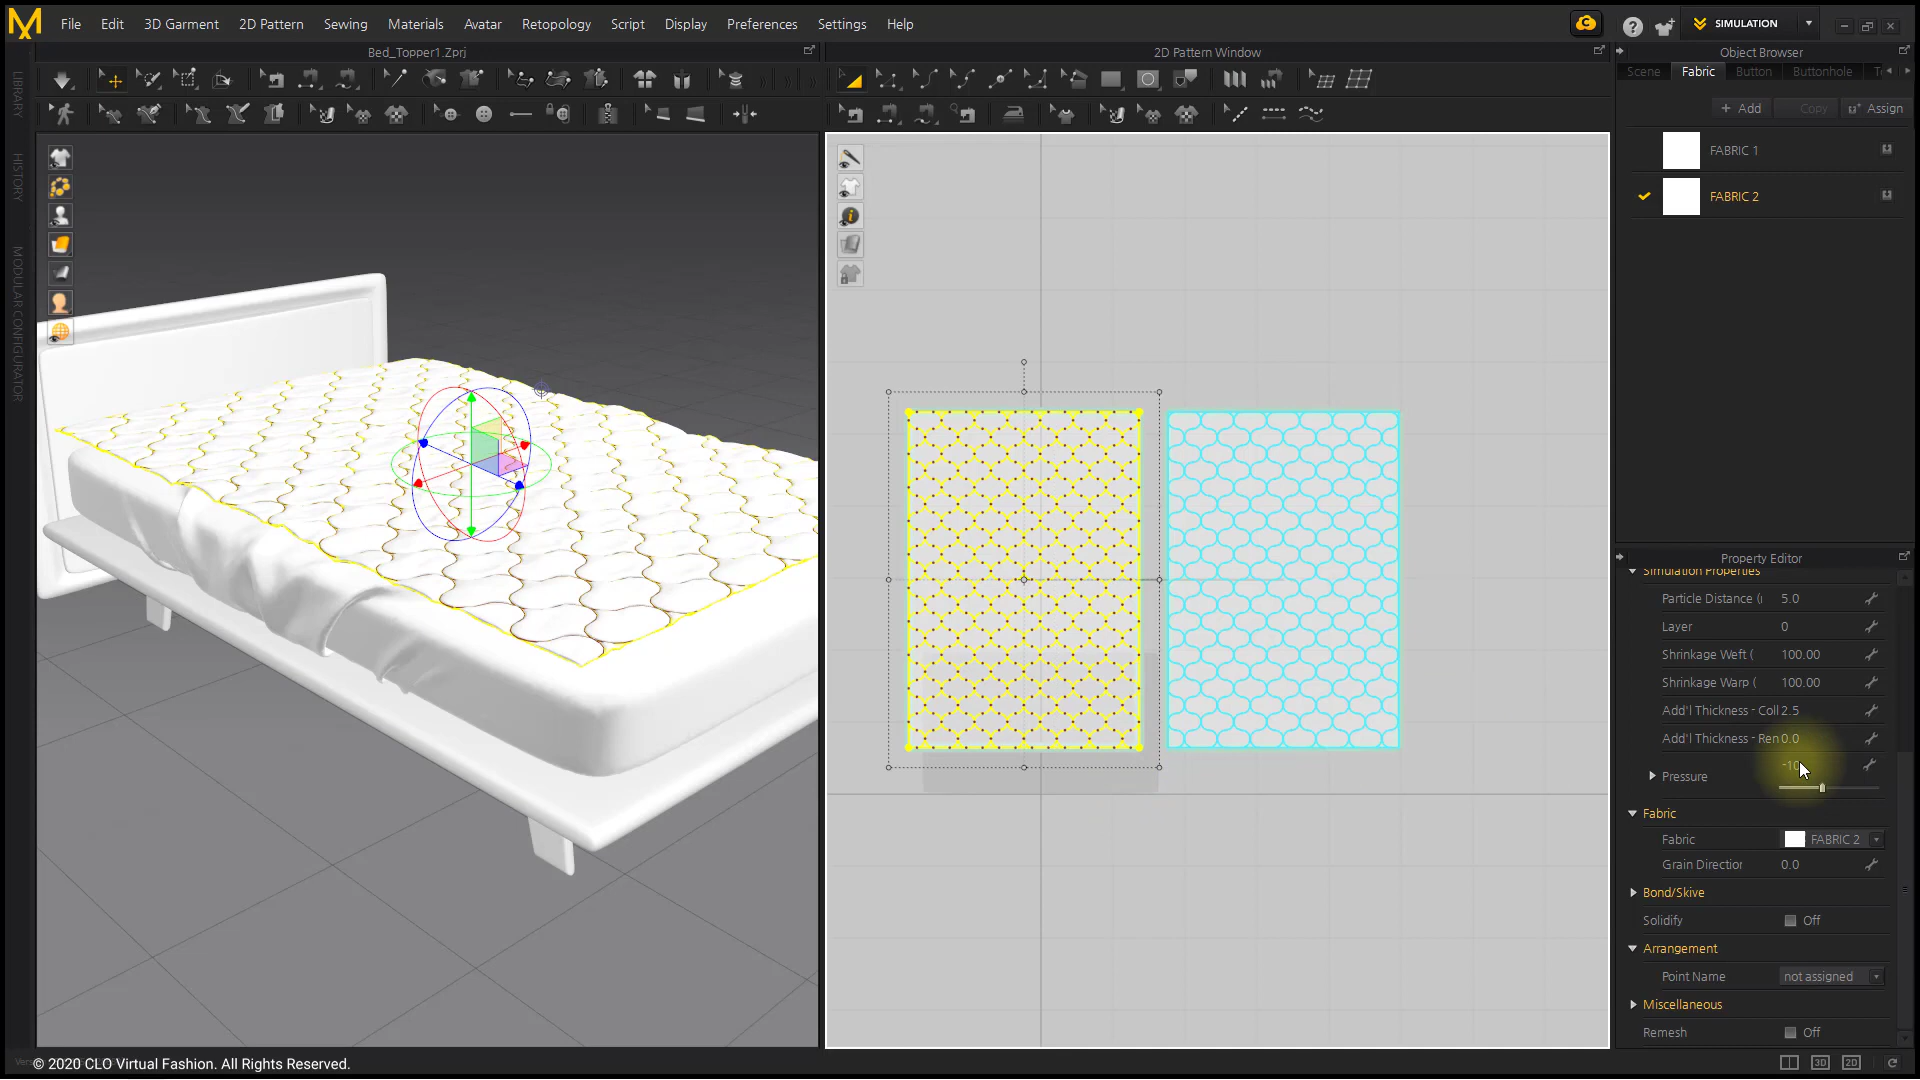 File Edit 3D Garment 2D Pattern Sewing Materials Avatar Retopology Script Display Preferences Settings Help
SIMULATION
Bed_Topper1.Zprj
2D Pattern Window
Object Browser
Scene Fabric Button Buttonhole
+ Add Copy Assign
FABRIC 1
FABRIC 2
LIBRARY
HISTORY
MODULAR CONFIGURATOR
Property Editor
Simulation Properties
Particle Distance ( 5.0
Layer 0
Shrinkage Weft ( 100.00
Shrinkage Warp ( 100.00
Add'l Thickness - Coll 2.5
Add'l Thickness - Ren 0.0
Pressure
Fabric
Fabric FABRIC 2
Grain Direction 0.0
Bond/Skive
Solidify Off
Arrangement
Point Name not assigned
Miscellaneous
Remesh Off
3D 2D
© 2020 CLO Virtual Fashion. All Rights Reserved.